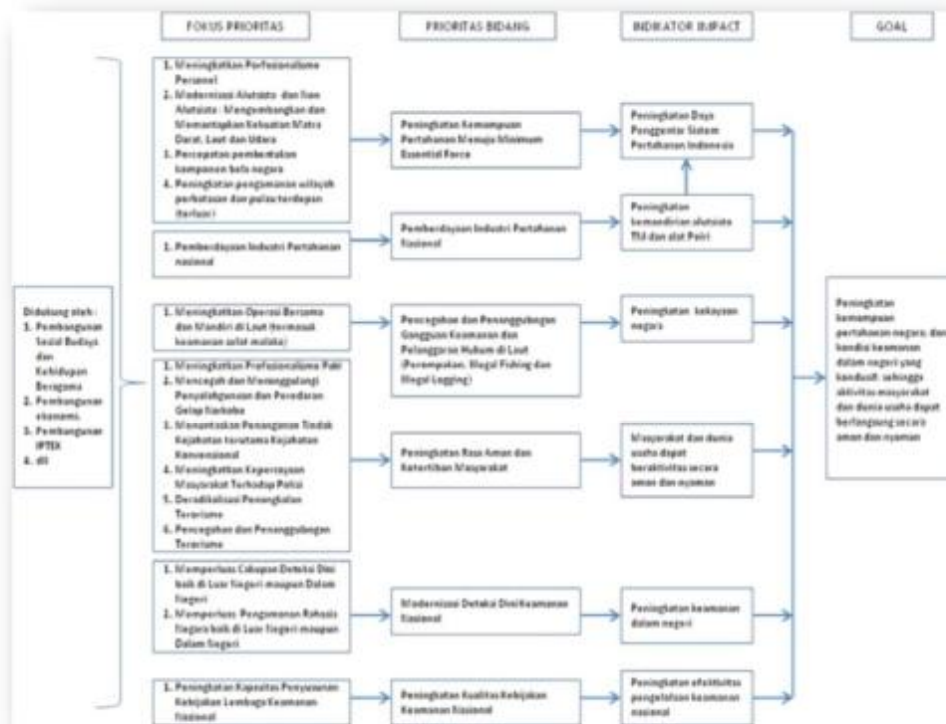 FOKUS PRIORITAS
PRIORITAS BIDANG
INDIKATOR IMPACT
GOAL
Didukung oleh :
1. Pembangunan
Sosial Budaya
dan
Kehidupan
Beragama
2. Pembangunan
ekonomi.
3. Pembangunan
IPTEK
4. dll
1. Meningkatkan Porfesionalisme
Personel
2. Modernisasi Alutsista dan Non
Alutsista : Mengembangkan dan
Memantapkan Kekuatan Matra
Darat, Laut dan Udara
3. Percepatan pembentukan
komponen bela negara
4. Peningkatan pengamanan wilayah
perbatasan dan pulau terdepan
(terluar)
Peningkatan Kemampuan
Pertahanan Menuju Minimum
Essential Force
Peningkatan Daya
Penggentar Sistem
Pertahanan Indonesia
1. Pemberdayaan Industri Pertahanan
nasional
Pemberdayaan Industri Pertahanan
Nasional
Peningkatan
kemandirian alutsista
TNI dan alat Polri
1. Meningkatkan Operasi Bersama
dan Mandiri di Laut (termasuk
keamanan selat malaka)
Pencegahan dan Penanggulangan
Gangguan Keamanan dan
Pelanggaran Hukum di Laut
(Perompakan, Illegal Fishing dan
Illegal Logging)
Peningkatan kekayaan
negara
1. Meningkatkan Profesionalisme Polri
2. Mencegah dan Menanggulangi
Penyalahgunaan dan Peredaran
Gelap Narkoba
3. Menuntaskan Penanganan Tindak
Kejahatan terutama Kejahatan
Konvensional
4. Meningkatkan Kepercayaan
Masyarakat Terhadap Polisi
5. Deradikalisasi Penangkalan
Terorisme
6. Pencegahan dan Penanggulangan
Terorisme
Peningkatan Rasa Aman dan
Ketertiban Masyarakat
Masyarakat dan dunia
usaha dapat
beraktivitas secara
aman dan nyaman
1. Memperluas Cakupan Deteksi Dini
baik di Luar Negeri maupun Dalam
Negeri
2. Memperluas Pengamanan Rahasia
Negara baik di Luar Negeri maupun
Dalam Negeri
Modernisasi Deteksi Dini Keamanan
Nasional
Peningkatan keamanan
dalam negeri
1. Peningkatan Kapasitas Penyusunan
Kebijakan Lembaga Keamanan
Nasional
Peningkatan Kualitas Kebijakan
Keamanan Nasional
Peningkatan efektivitas
pengelolaan keamanan
nasional
Peningkatan
kemampuan
pertahanan negara, dan
kondisi keamanan
dalam negeri yang
kondusif, sehingga
aktivitas masyarakat
dan dunia usaha dapat
berlangsung secara
aman dan nyaman